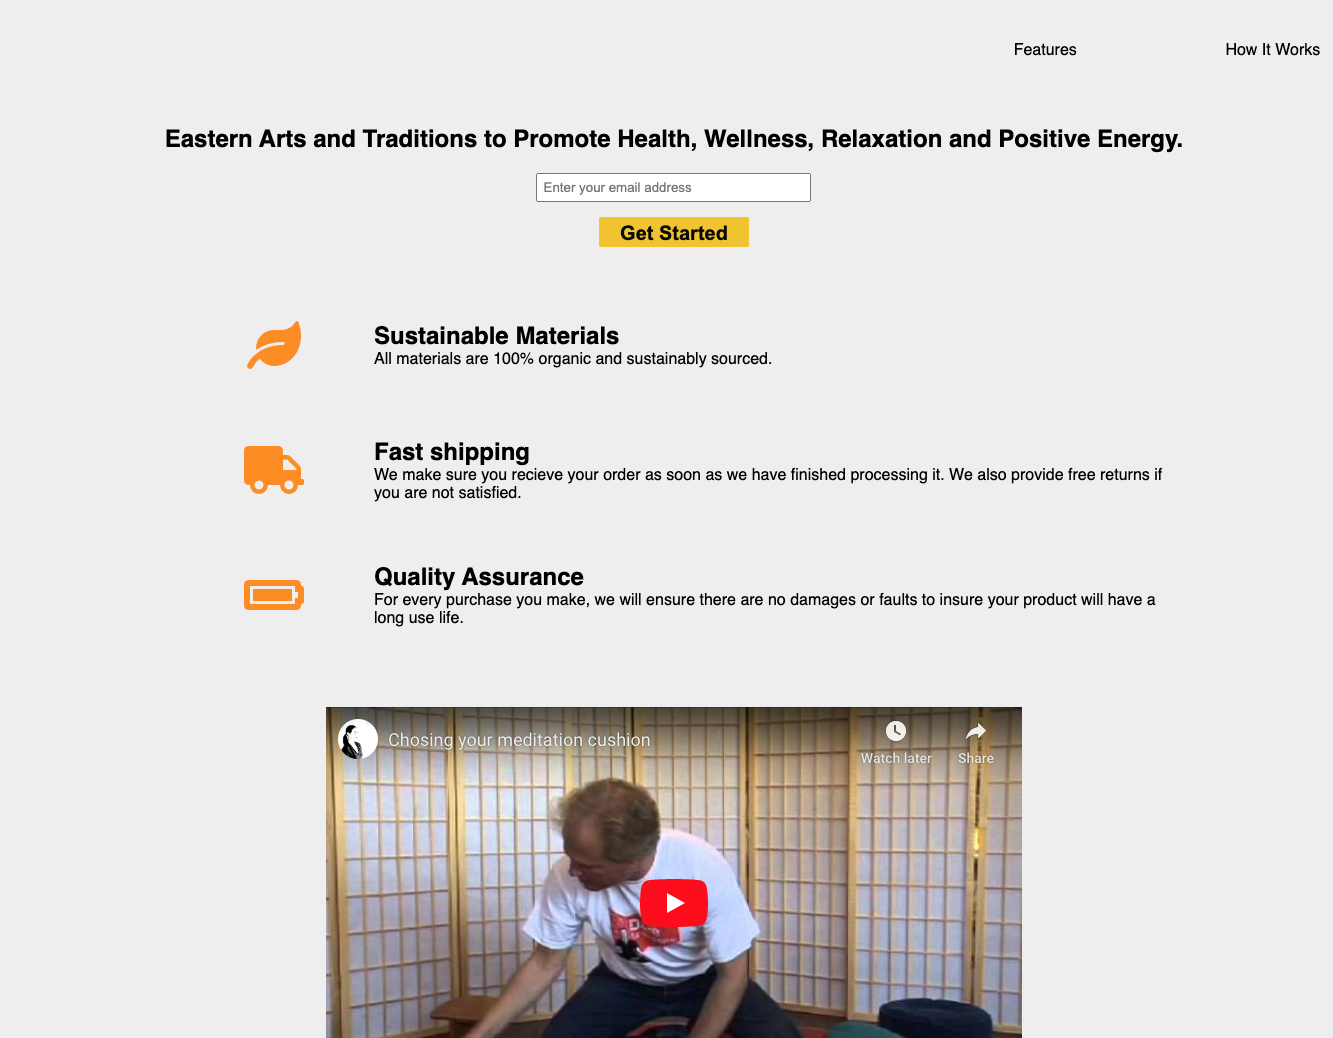 Features How It Works
Eastern Arts and Traditions to Promote Health, Wellness, Relaxation and Positive Energy.
Enter your email address
Get Started
Sustainable Materials
All materials are 100% organic and sustainably sourced.
Fast shipping
We make sure you recieve your order as soon as we have finished processing it. We also provide free returns if
you are not satisfied.
Quality Assurance
For every purchase you make, we will ensure there are no damages or faults to insure your product will have a
long use life.
Chosing your meditation cushion
Watch later Share